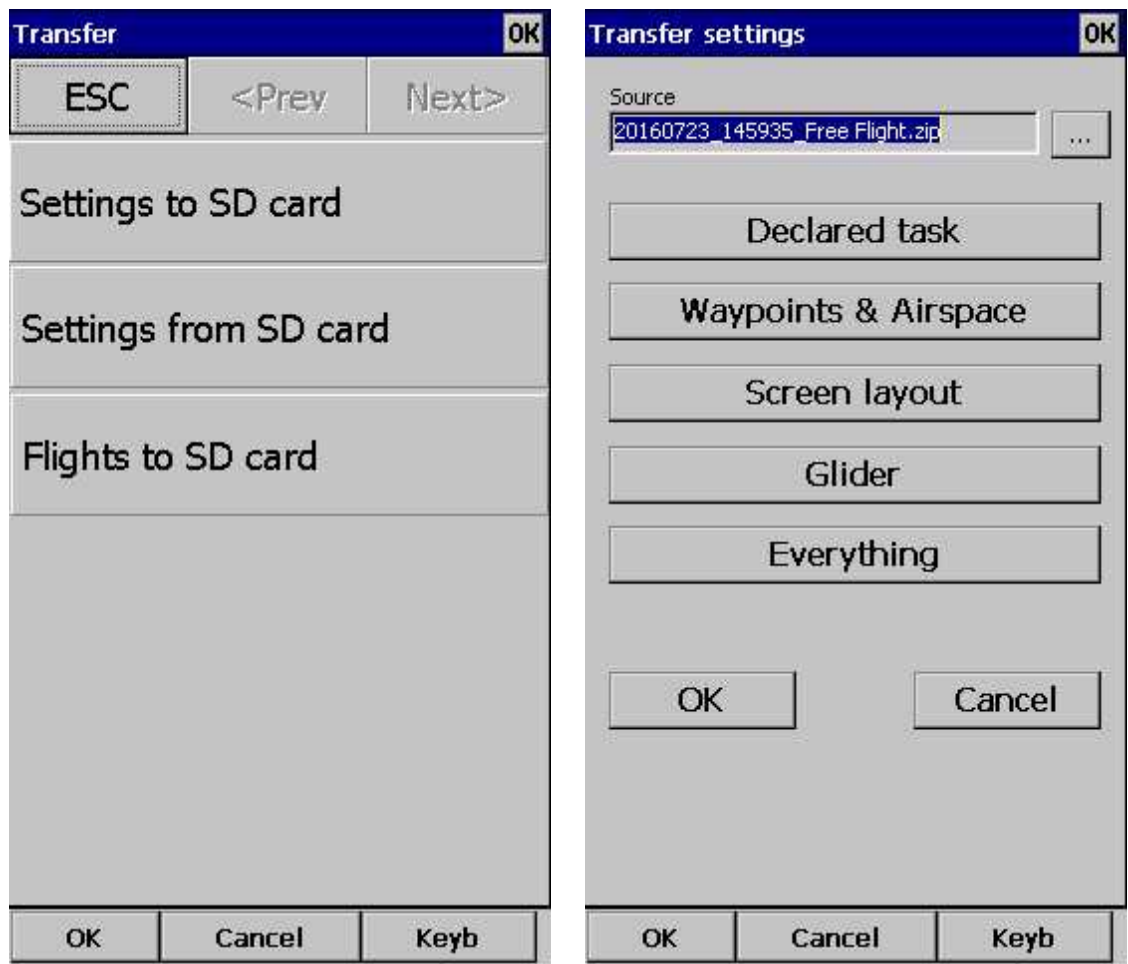 Transfer OK
ESC <Prev Next>
Settings to SD card
Settings from SD card
Flights to SD card
OK Cancel Keyb
Transfer settings OK
Source
20160723_145935_Free Flight.zip ...
Declared task
Waypoints & Airspace
Screen layout
Glider
Everything
OK Cancel
OK Cancel Keyb